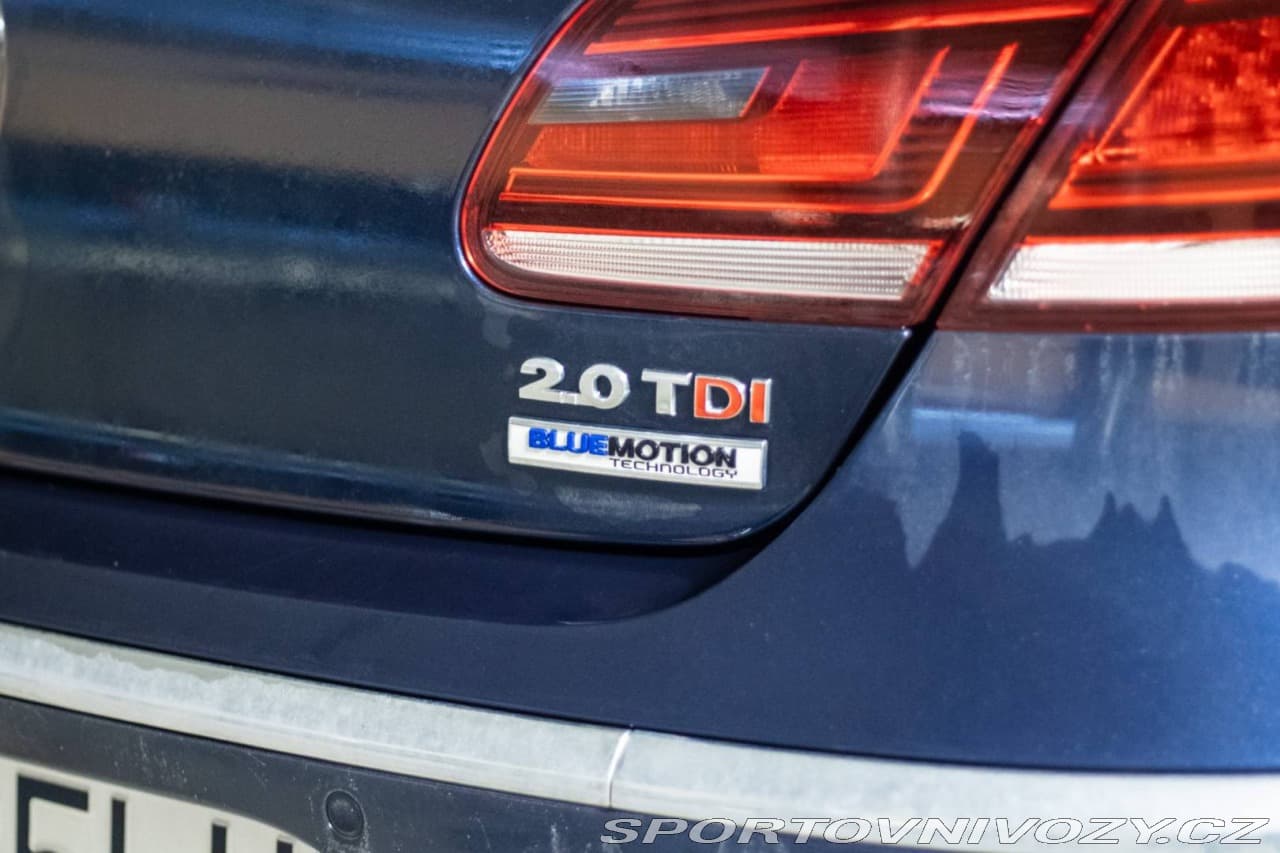 2.0 TDI
BLUEMOTION
TECHNOLOGY
SPORTOVNIVOZY.CZ